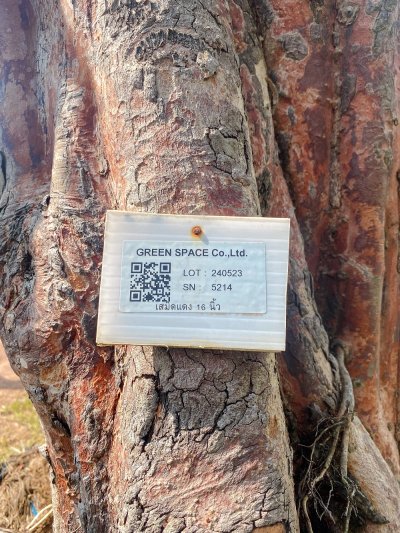 GREEN SPACE Co.,Ltd.
LOT : 240523
SN : 5214
เสม็ดแดง 16 นิ้ว